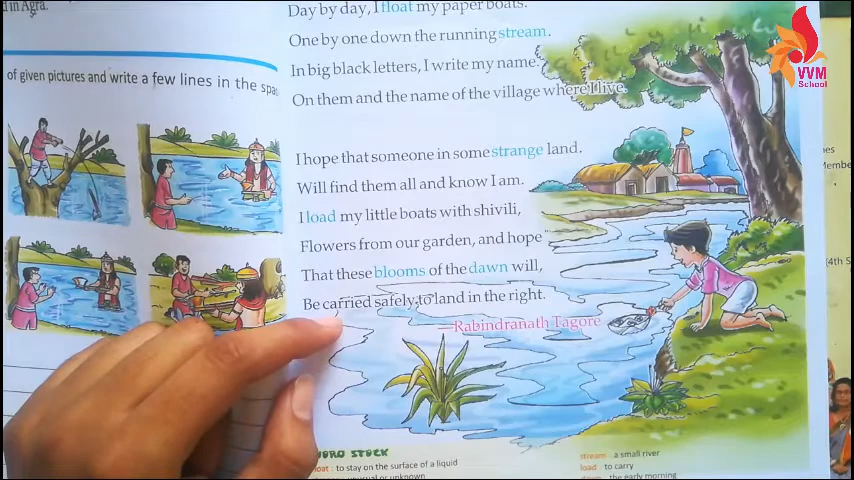 d in Agra.
of given pictures and write a few lines in the spac
Day by day, I float my paper boats.
One by one down the running stream.
In big black letters, I write my name.
On them and the name of the village where I live.
I hope that someone in some strange land.
Will find them all and know I am.
I load my little boats with shivili,
Flowers from our garden, and hope
That these blooms of the dawn will,
Be carried safely to land in the right.
—Rabindranath Tagore
WORD STOCK
float : to stay on the surface of a liquid
unusual or unknown
stream : a small river
load : to carry
dawn : the early morning
VVM
School
(4th S